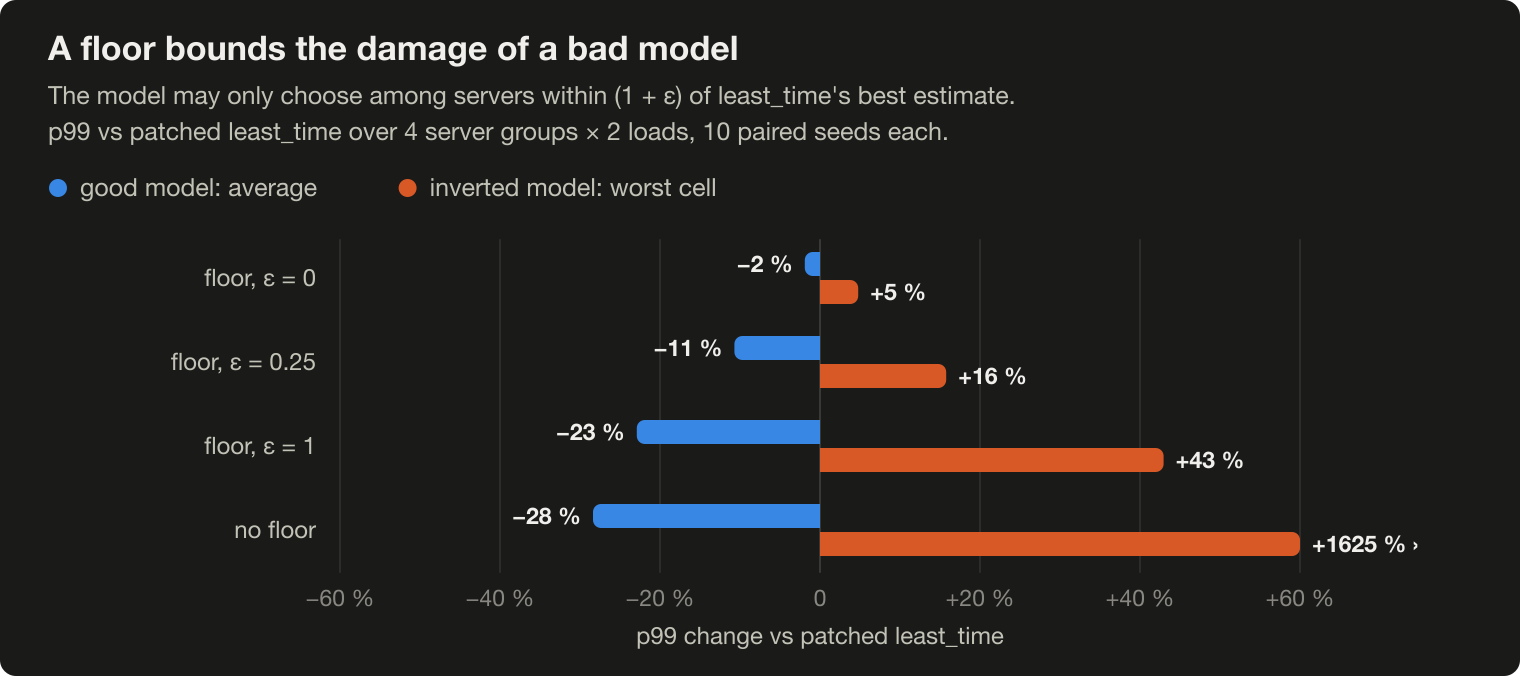 A floor bounds the damage of a bad model
The model may only choose among servers within (1 + ε) of least_time's best estimate.
p99 vs patched least_time over 4 server groups × 2 loads, 10 paired seeds each.
good model: average
inverted model: worst cell
floor, ε = 0
−2 %
+5 %
floor, ε = 0.25
−11 %
+16 %
floor, ε = 1
−23 %
+43 %
no floor
−28 %
+1625 % ›
−60 %
−40 %
−20 %
0
+20 %
+40 %
+60 %
p99 change vs patched least_time